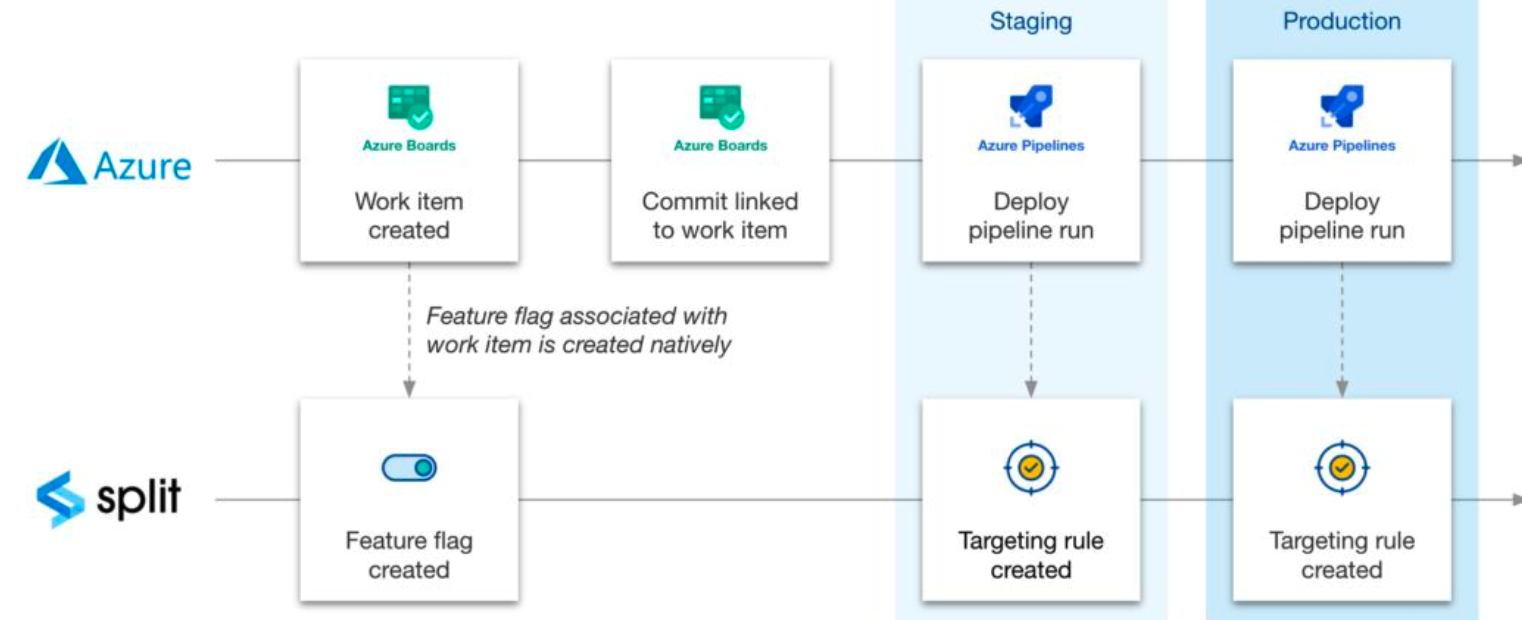 Staging
Production
Azure Boards
Azure Boards
Azure Pipelines
Azure Pipelines
Azure
Work item
created
Commit linked
to work item
Deploy
pipeline run
Deploy
pipeline run
Feature flag associated with
work item is created natively
split
Feature flag
created
Targeting rule
created
Targeting rule
created